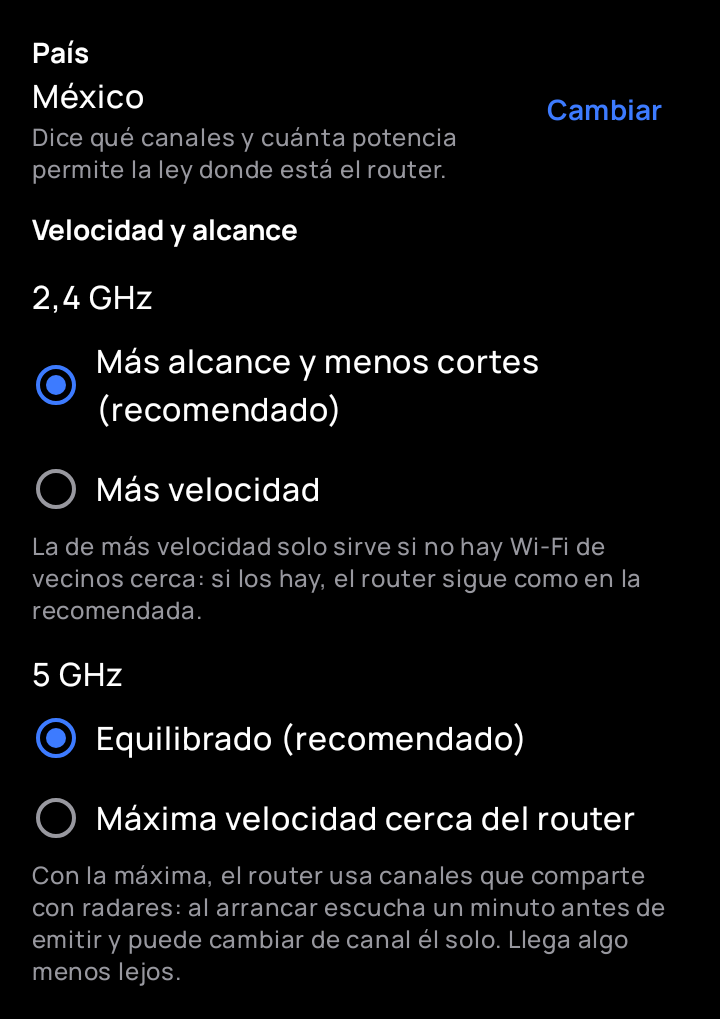 País
México
Cambiar
Dice qué canales y cuánta potencia
permite la ley donde está el router.
Velocidad y alcance
2,4 GHz
Más alcance y menos cortes
(recomendado)
Más velocidad
La de más velocidad solo sirve si no hay Wi-Fi de
vecinos cerca: si los hay, el router sigue como en la
recomendada.
5 GHz
Equilibrado (recomendado)
Máxima velocidad cerca del router
Con la máxima, el router usa canales que comparte
con radares: al arrancar escucha un minuto antes de
emitir y puede cambiar de canal él solo. Llega algo
menos lejos.